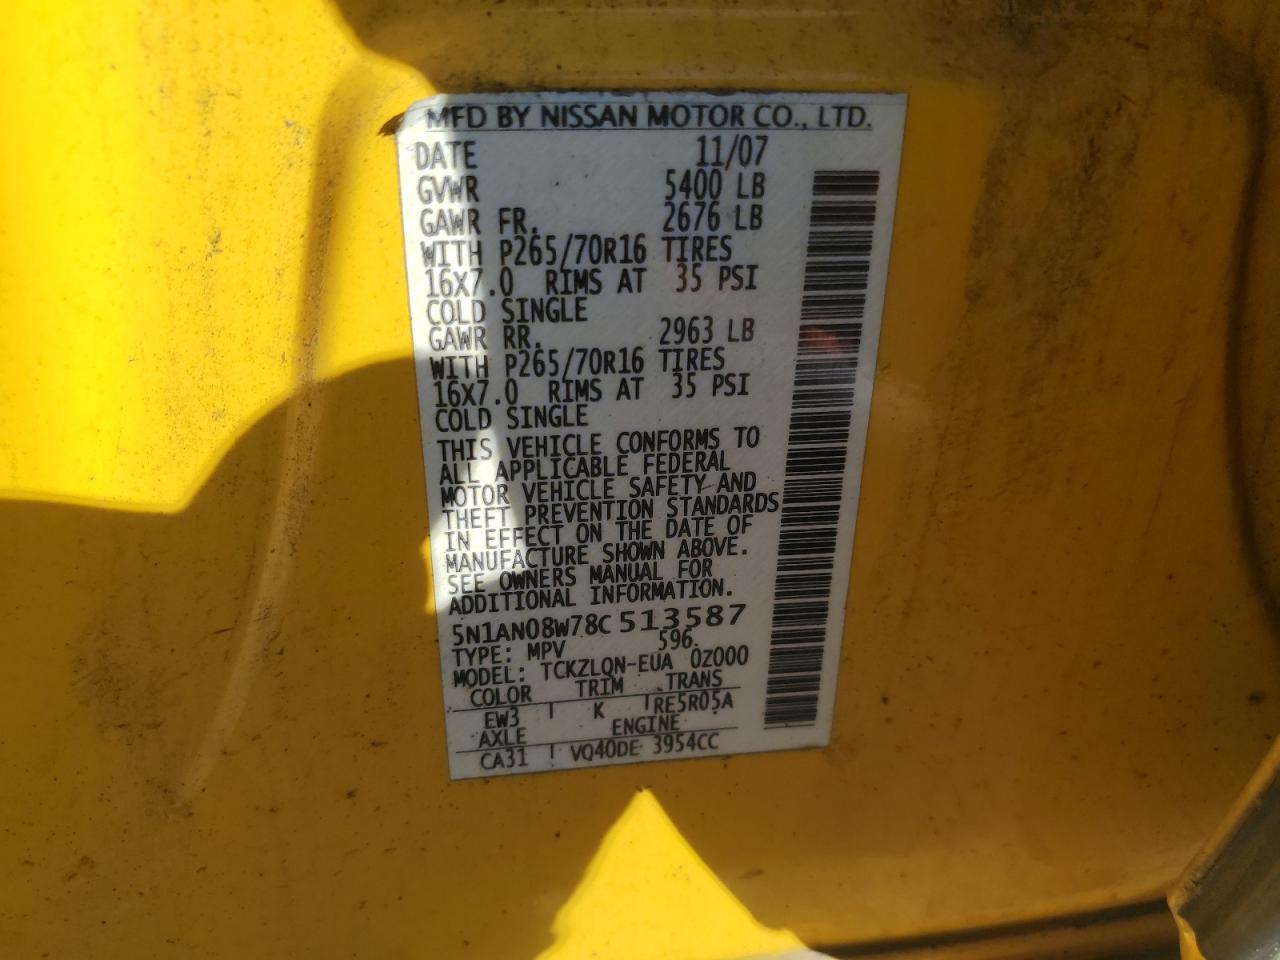 MFD BY NISSAN MOTOR CO., LTD.
DATE 11/07
GVWR 5400 LB
GAWR FR. 2676 LB
WITH P265/70R16 TIRES
16X7.0 RIMS AT 35 PSI
COLD SINGLE
GAWR RR. 2963 LB
WITH P265/70R16 TIRES
16X7.0 RIMS AT 35 PSI
COLD SINGLE
THIS VEHICLE CONFORMS TO
ALL APPLICABLE FEDERAL
MOTOR VEHICLE SAFETY AND
THEFT PREVENTION STANDARDS
IN EFFECT ON THE DATE OF
MANUFACTURE SHOWN ABOVE.
SEE OWNERS MANUAL FOR
ADDITIONAL INFORMATION.
5N1AN08W78C513587
TYPE: MPV 596.
MODEL: TCKZLQN-EUA 0Z000
COLOR TRIM TRANS
EW3 K RE5R05A
AXLE ENGINE
CA31 VQ40DE 3954CC